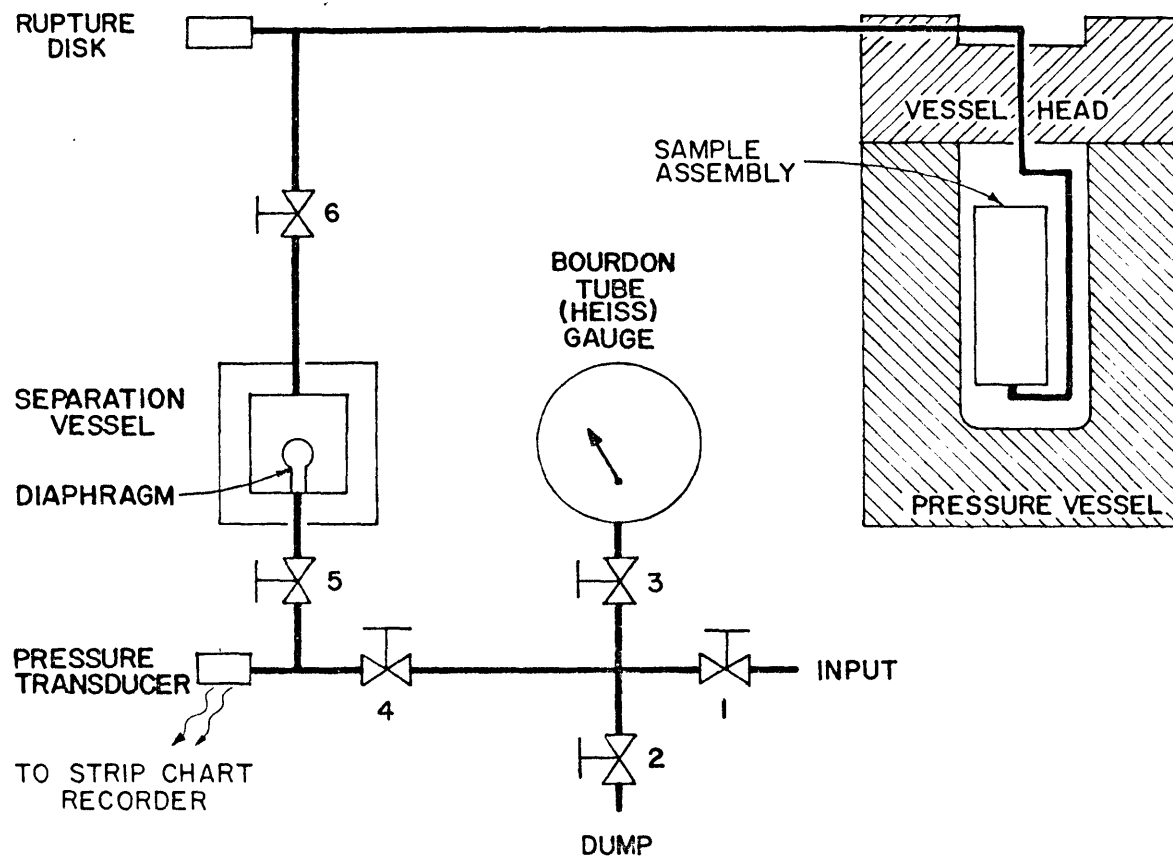 RUPTURE
DISK
VESSEL HEAD
SAMPLE
ASSEMBLY
6
BOURDON
TUBE
(HEISS)
GAUGE
SEPARATION
VESSEL
DIAPHRAGM
PRESSURE VESSEL
5
3
PRESSURE
TRANSDUCER
INPUT
4
1
2
TO STRIP CHART
RECORDER
DUMP